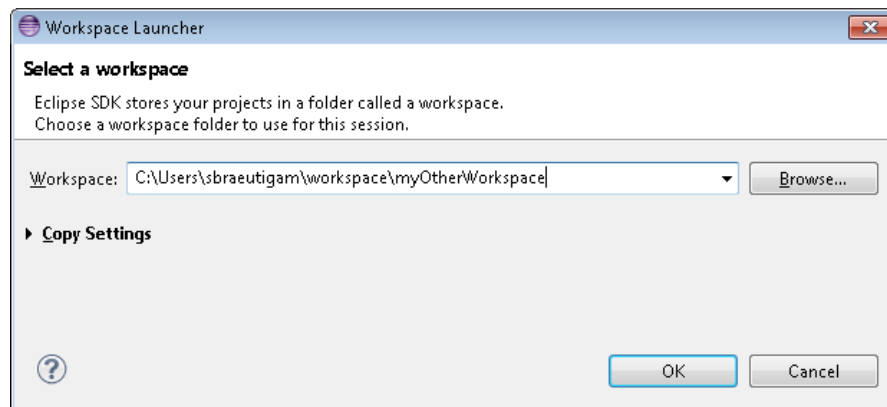 Workspace Launcher
Select a workspace
Eclipse SDK stores your projects in a folder called a workspace.
Choose a workspace folder to use for this session.
Workspace: C:\Users\sbraeutigam\workspace\myOtherWorkspace Browse...
Copy Settings
OK Cancel